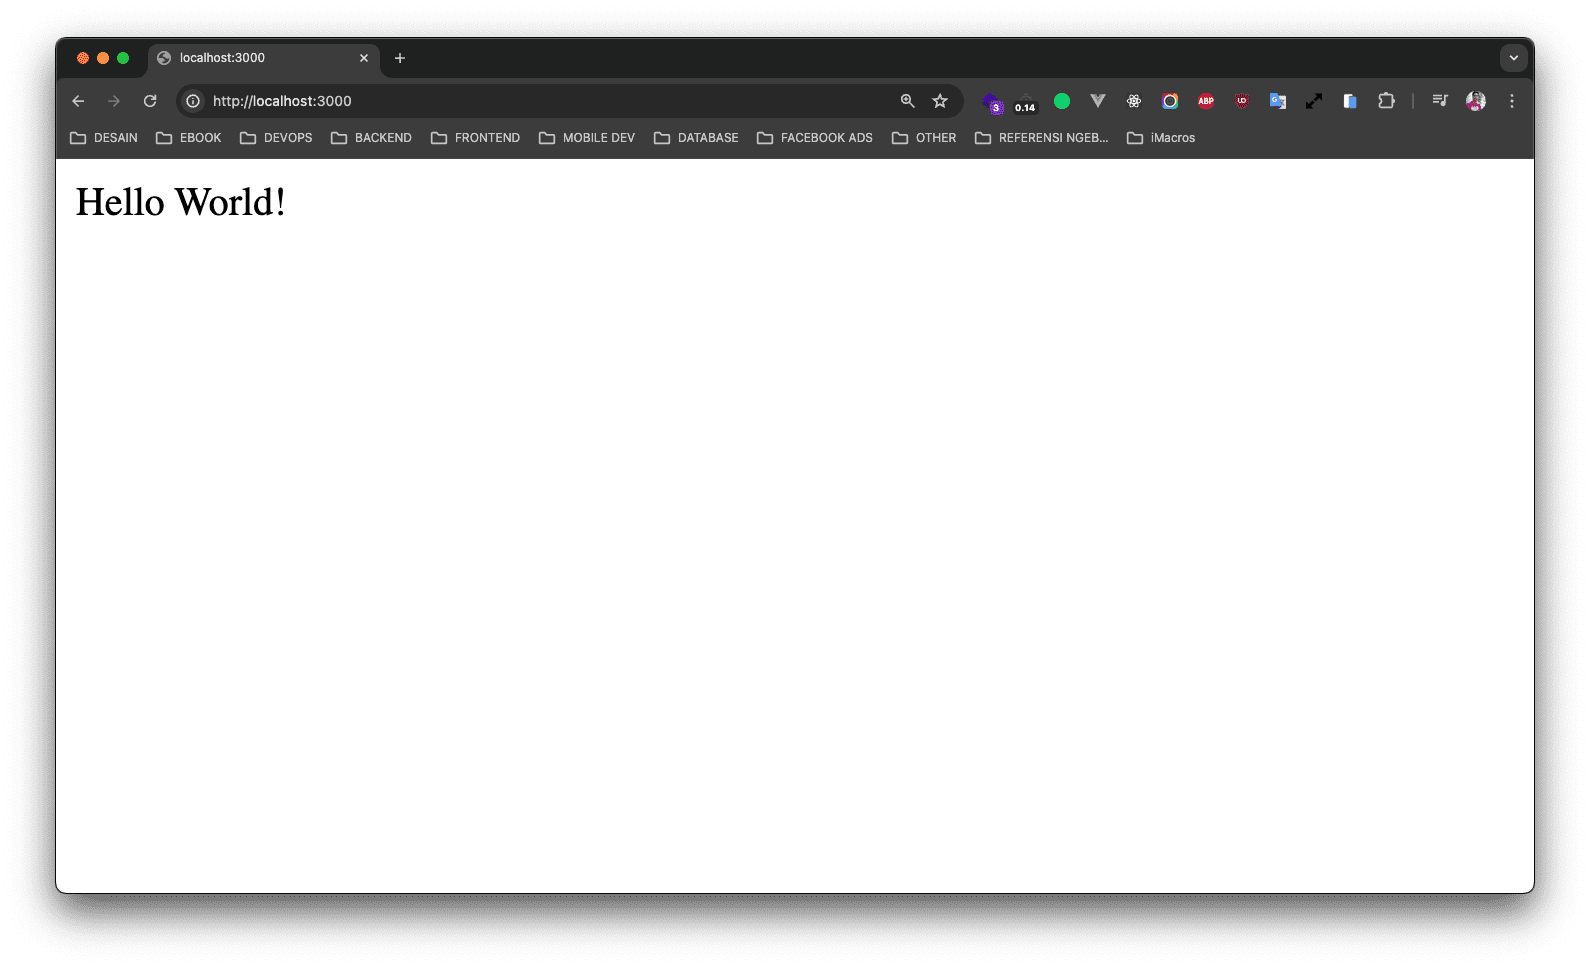 localhost:3000
http://localhost:3000
3
0.14
ABP
DESAIN EBOOK DEVOPS BACKEND FRONTEND MOBILE DEV DATABASE FACEBOOK ADS OTHER REFERENSI NGEB... iMacros
Hello World!